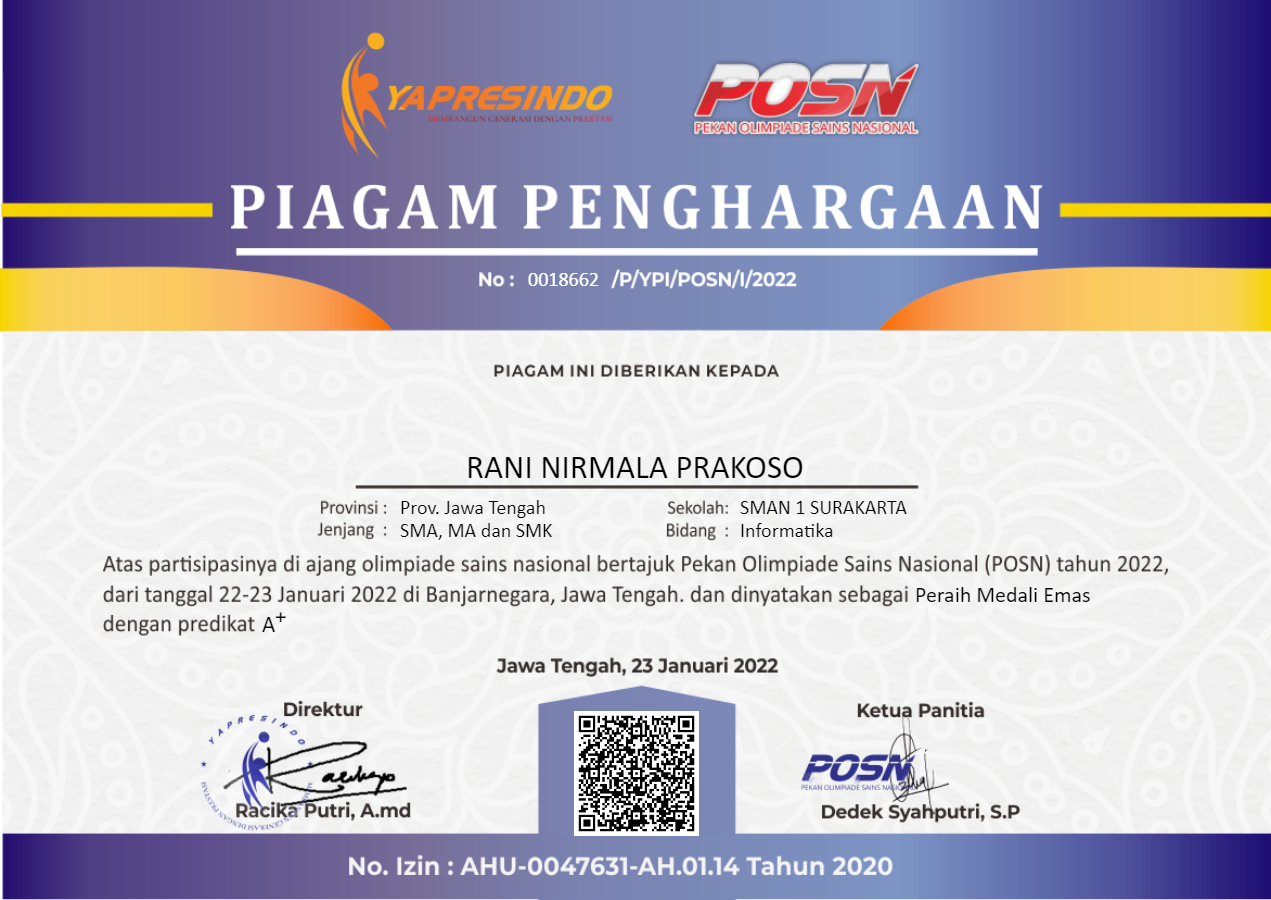 YAPRESINDO
MEMBANGUN GENERASI DENGAN PRESTASI
POSN
PEKAN OLIMPIADE SAINS NASIONAL
PIAGAM PENGHARGAAN
No : 0018662 /P/YPI/POSN/I/2022
PIAGAM INI DIBERIKAN KEPADA
RANI NIRMALA PRAKOSO
Provinsi : Prov. Jawa Tengah Sekolah: SMAN 1 SURAKARTA
Jenjang : SMA, MA dan SMK Bidang : Informatika
Atas partisipasinya di ajang olimpiade sains nasional bertajuk Pekan Olimpiade Sains Nasional (POSN) tahun 2022,
dari tanggal 22-23 Januari 2022 di Banjarnegara, Jawa Tengah. dan dinyatakan sebagai Peraih Medali Emas
dengan predikat A+
Jawa Tengah, 23 Januari 2022
Direktur
YAPRESINDO
Racika Putri, A.md
Ketua Panitia
POSN
PEKAN OLIMPIADE SAINS NASIONAL
Dedek Syahputri, S.P
No. Izin : AHU-0047631-AH.01.14 Tahun 2020